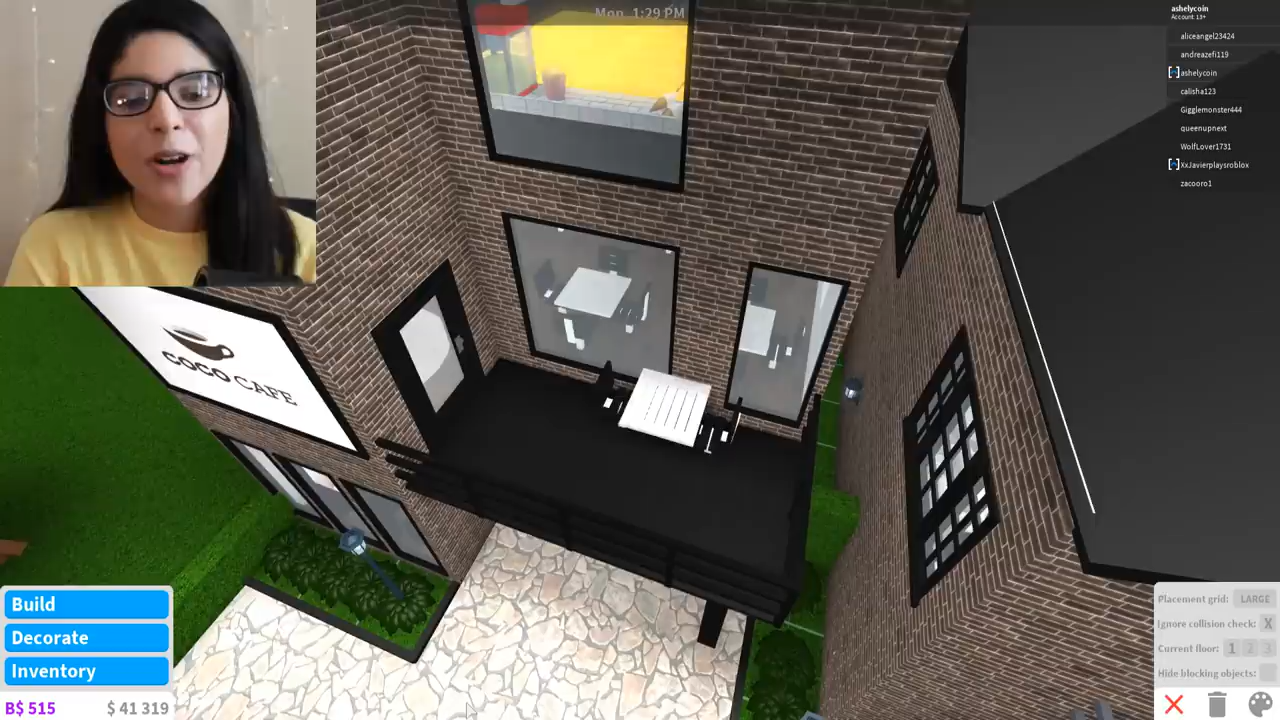 Mon 1:29 PM
ashelycoin
Account: 13+
aliceangel23424
andreazefi119
ashelycoin
calisha123
Gigglemonster444
queenupnext
WolfLover1731
XxJavierplaysroblox
zacooro1
COCO CAFE
Build
Decorate
Inventory
B$ 515
$ 41 319
Placement grid: LARGE
Ignore collision check: X
Current floor: 1 2 3
Hide blocking objects: